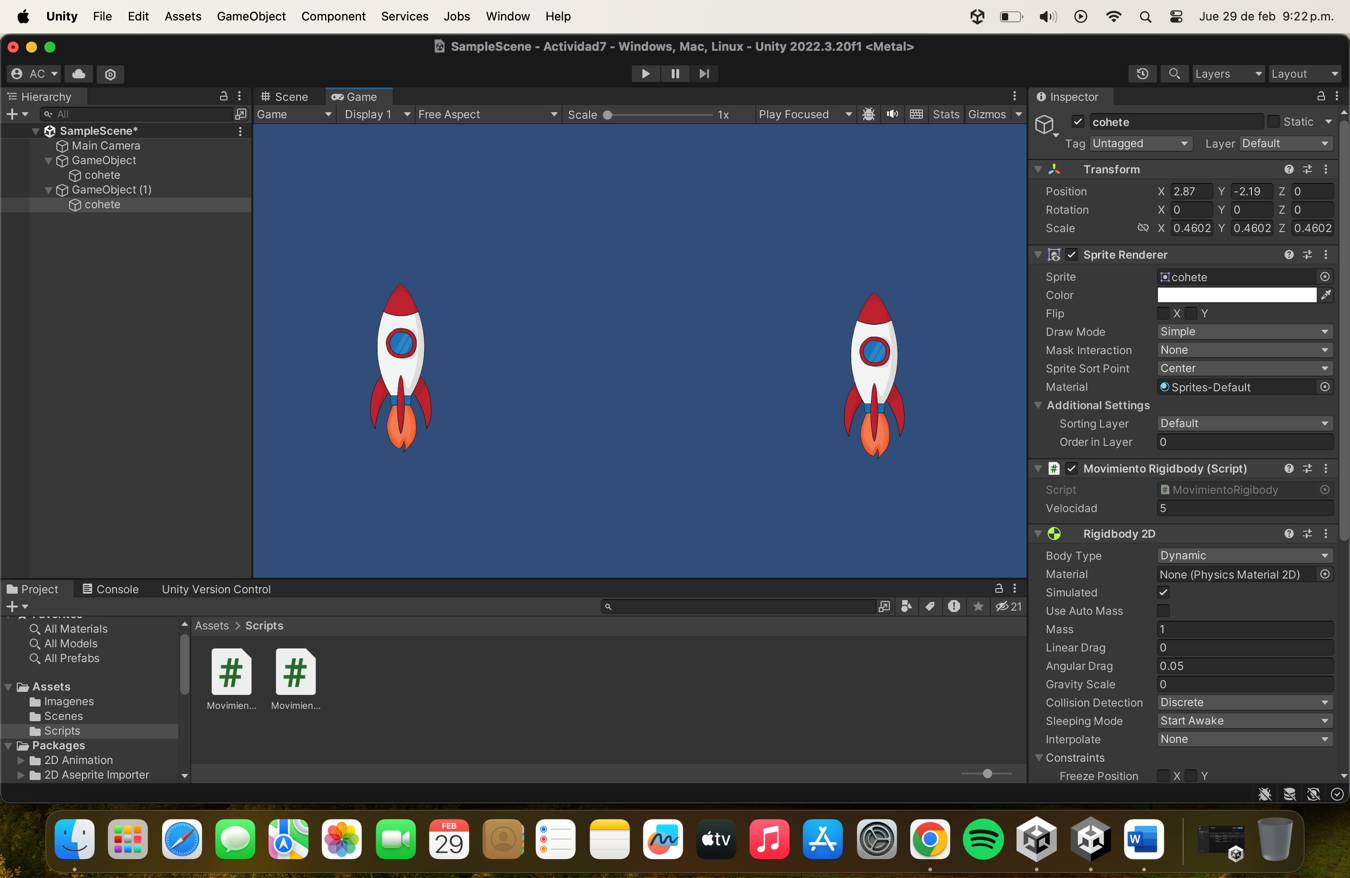 Unity File Edit Assets GameObject Component Services Jobs Window Help Jue 29 de feb 9:22 p.m.
SampleScene - Actividad7 - Windows, Mac, Linux - Unity 2022.3.20f1 <Metal>
AC Layers Layout
Hierarchy
All
SampleScene*
Main Camera
GameObject
cohete
GameObject (1)
cohete
Scene Game
Game Display 1 Free Aspect Scale 1x Play Focused Stats Gizmos
Inspector
cohete Static
Tag Untagged Layer Default
Transform
Position X 2.87 Y -2.19 Z 0
Rotation X 0 Y 0 Z 0
Scale X 0.4602 Y 0.4602 Z 0.4602
Sprite Renderer
Sprite cohete
Color
Flip X Y
Draw Mode Simple
Mask Interaction None
Sprite Sort Point Center
Material Sprites-Default
Additional Settings
Sorting Layer Default
Order in Layer 0
# Movimiento Rigidbody (Script)
Script MovimientoRigibody
Velocidad 5
Rigidbody 2D
Body Type Dynamic
Material None (Physics Material 2D)
Simulated
Use Auto Mass
Mass 1
Linear Drag 0
Angular Drag 0.05
Gravity Scale 0
Collision Detection Discrete
Sleeping Mode Start Awake
Interpolate None
Constraints
Freeze Position X Y
Project Console Unity Version Control
21
Favorites
All Materials
All Models
All Prefabs
Assets
Imagenes
Scenes
Scripts
Packages
2D Animation
2D Aseprite Importer
Assets > Scripts
# #
Movimien... Movimien...
FEB
29
tv
W